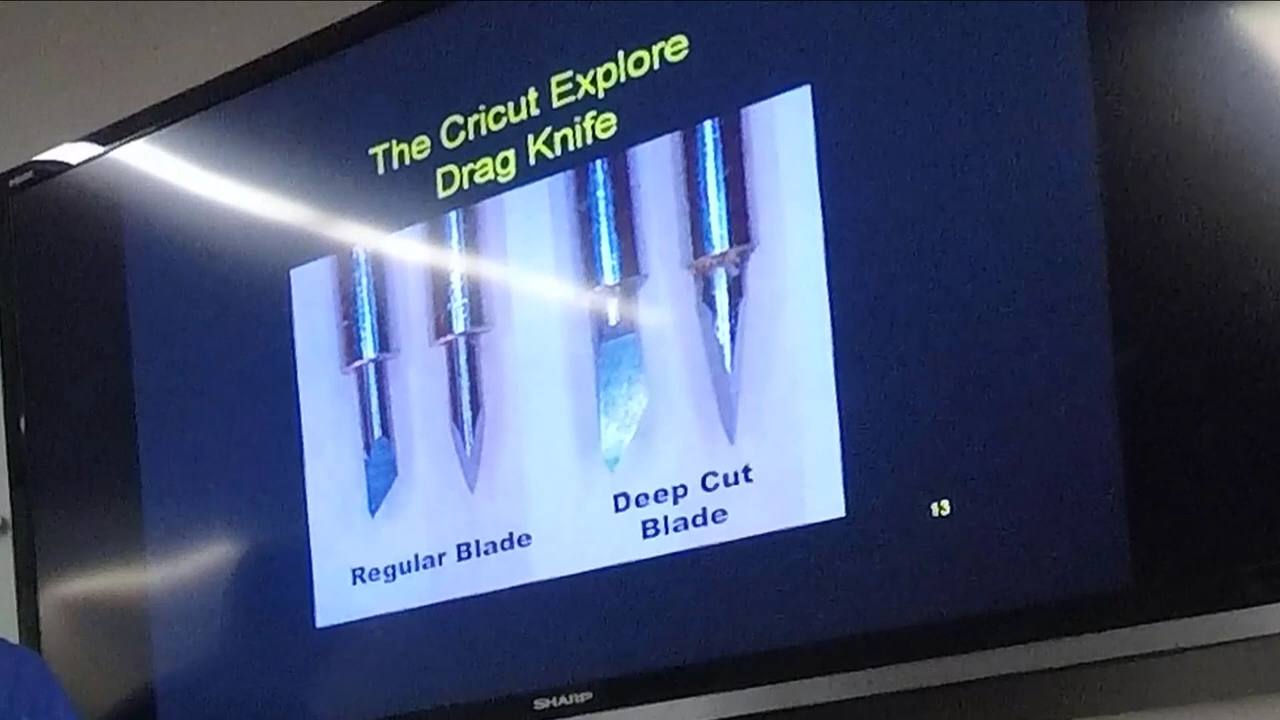 The Cricut Explore
Drag Knife
Regular Blade
Deep Cut
Blade
13
SHARP